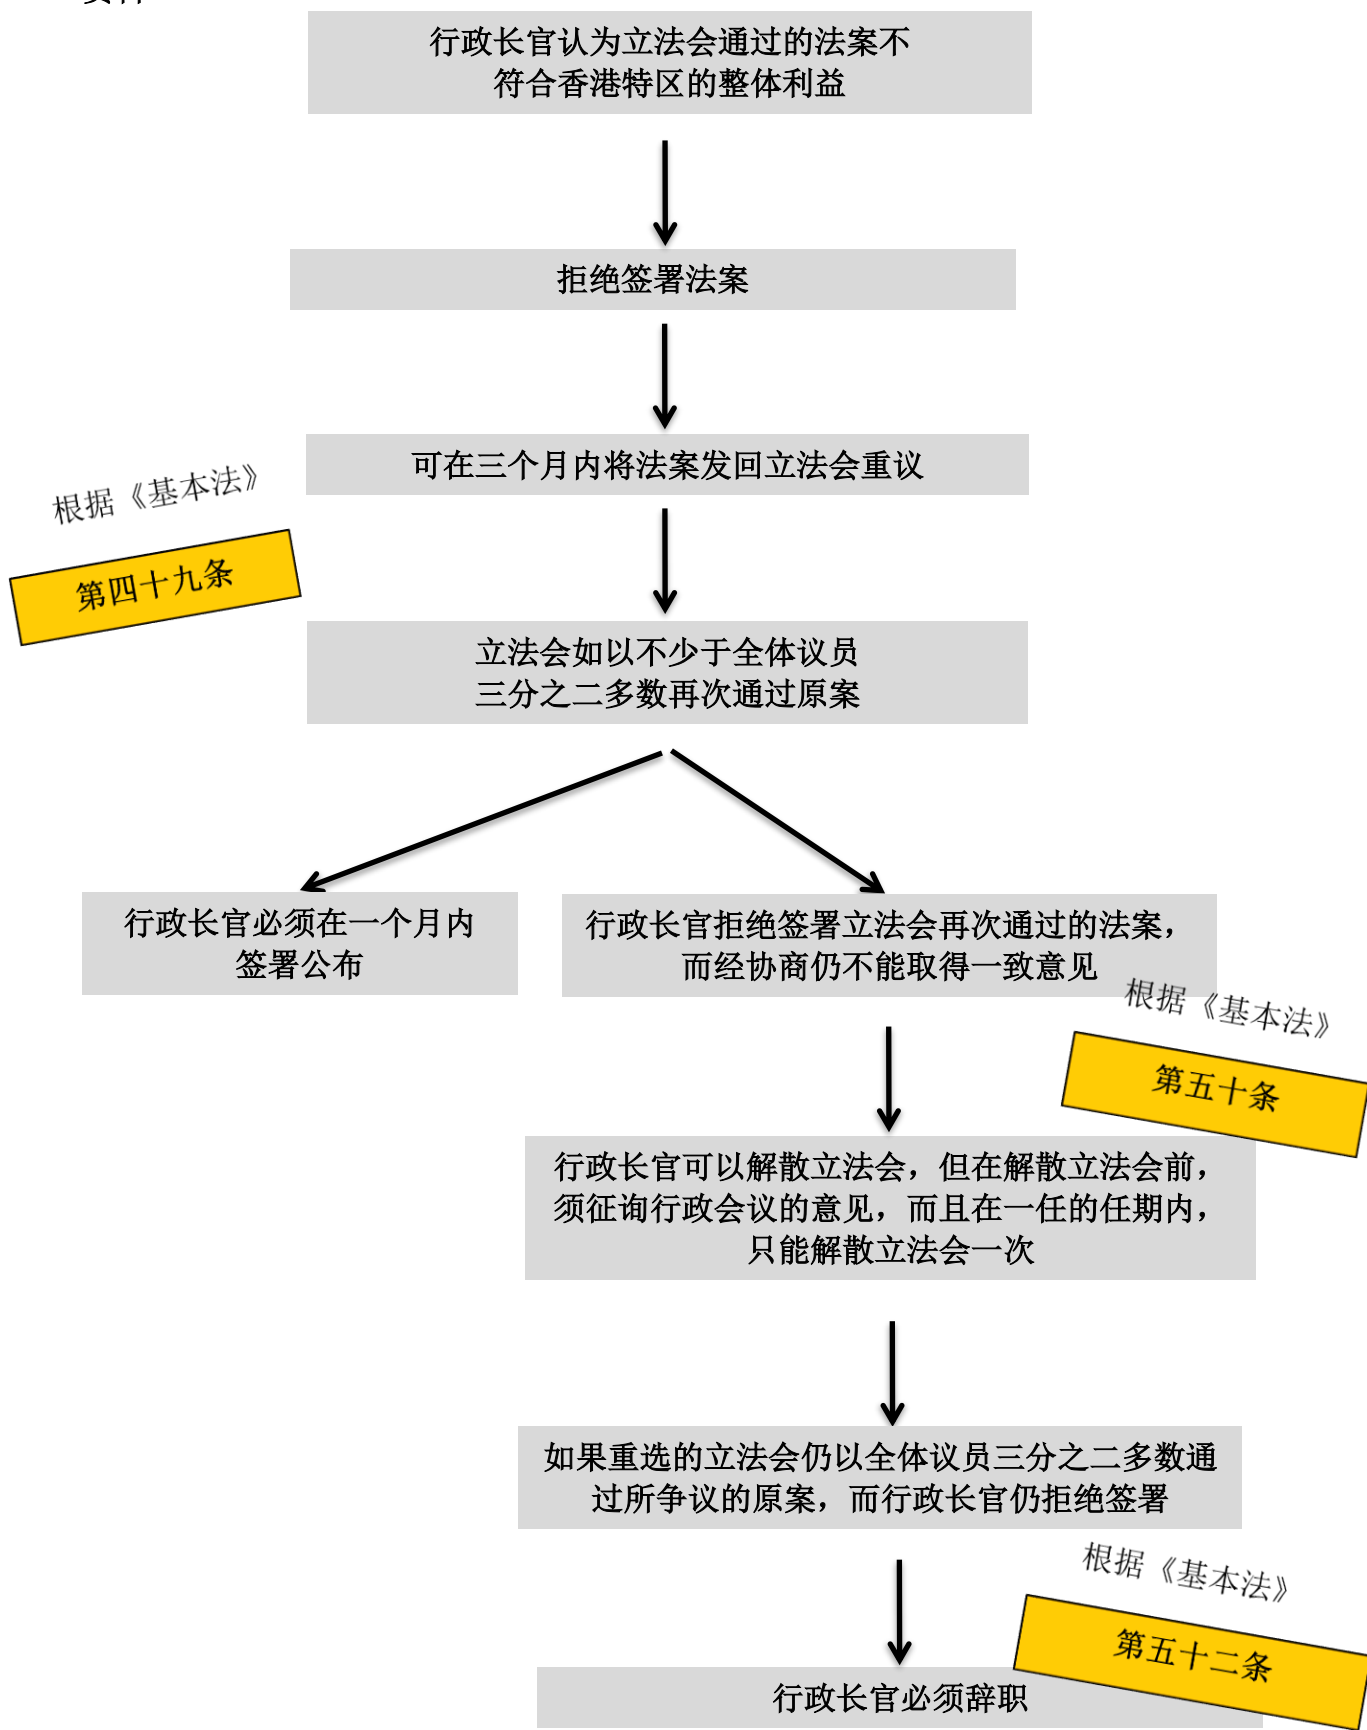 行政长官认为立法会通过的法案不
符合香港特区的整体利益
拒绝签署法案
可在三个月内将法案发回立法会重议
根据《基本法》
第四十九条
立法会如以不少于全体议员
三分之二多数再次通过原案
行政长官必须在一个月内
签署公布
行政长官拒绝签署立法会再次通过的法案，
而经协商仍不能取得一致意见
根据《基本法》
第五十条
行政长官可以解散立法会，但在解散立法会前，
须征询行政会议的意见，而且在一任的任期内，
只能解散立法会一次
如果重选的立法会仍以全体议员三分之二多数通
过所争议的原案，而行政长官仍拒绝签署
根据《基本法》
第五十二条
行政长官必须辞职